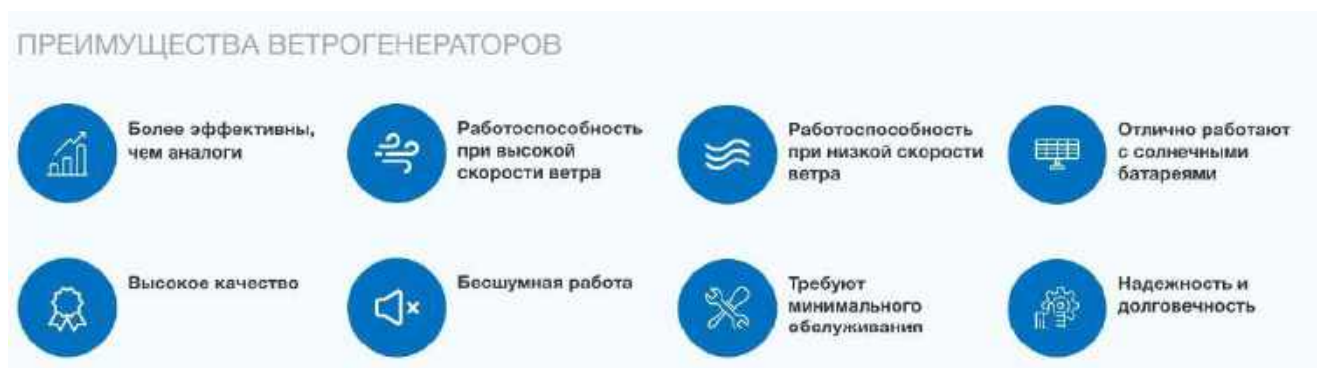 ПРЕИМУЩЕСТВА ВЕТРОГЕНЕРАТОРОВ
Более эффективны,
чем аналоги
Работоспособность
при высокой
скорости ветра
Работоспособность
при низкой скорости
ветра
Отлично работают
с солнечными
батареями
Высокое качество
Бесшумная работа
Требуют
минимального
обслуживания
Надежность и
долговечность